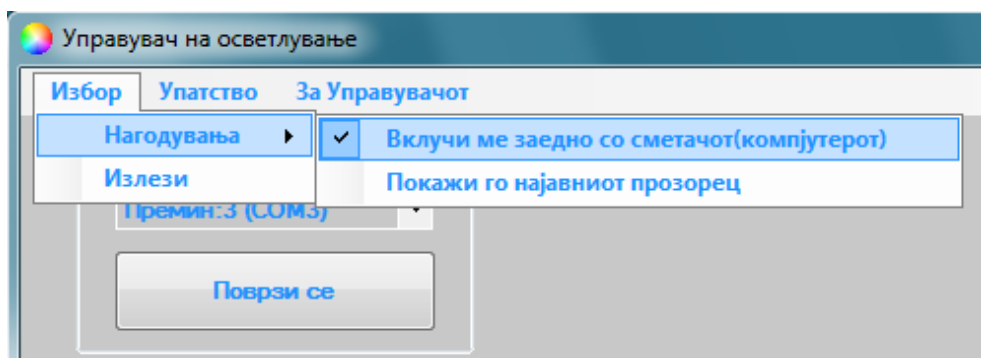 Управувач на осветлување
Избор Упатство За Управувачот
Нагодувања Вклучи ме заедно со сметачот(компјутерот)
Излези Покажи го најавниот прозорец
Премин:3 (COM3)
Поврзи се